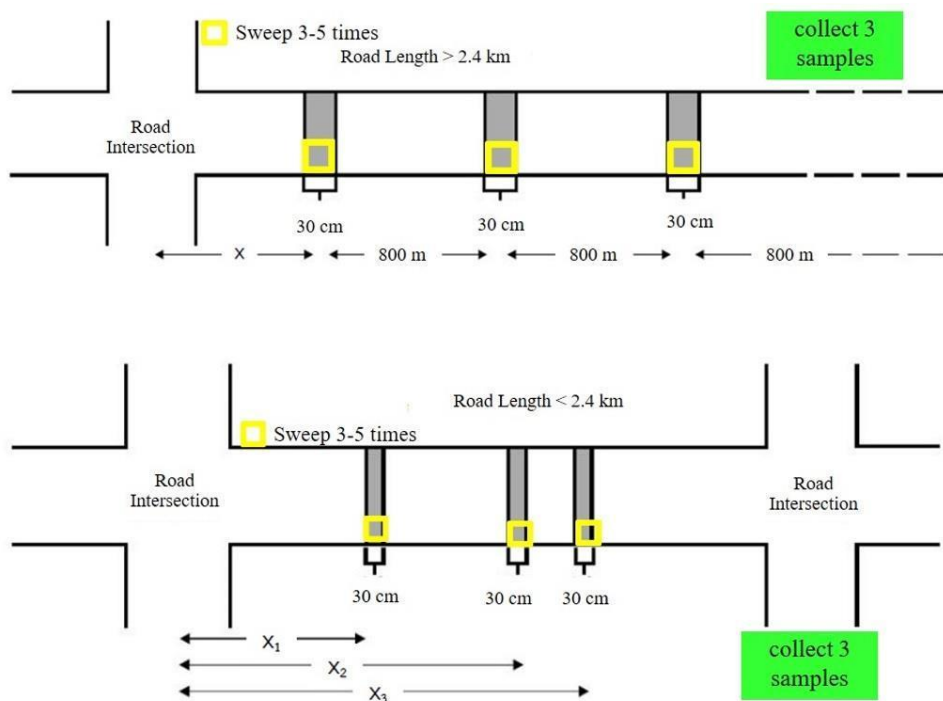 Sweep 3-5 times
collect 3
samples
Road Length > 2.4 km
Road
Intersection
30 cm
30 cm
30 cm
X
800 m
800 m
800 m
Road Length < 2.4 km
Sweep 3-5 times
Road
Intersection
Road
Intersection
30 cm
30 cm
30 cm
X₁
X₂
X₃
collect 3
samples